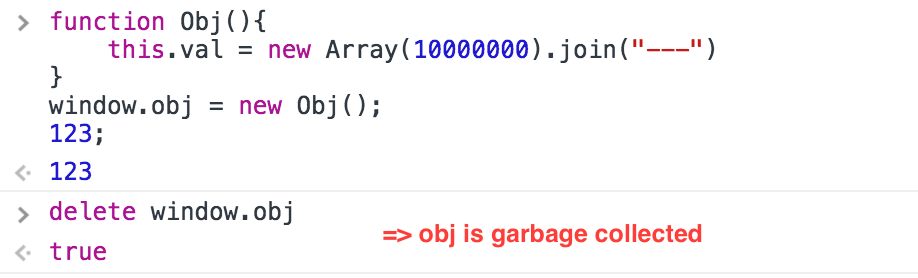 > function Obj(){
this.val = new Array(10000000).join("---")
}
window.obj = new Obj();
123;
123
> delete window.obj
=> obj is garbage collected
true